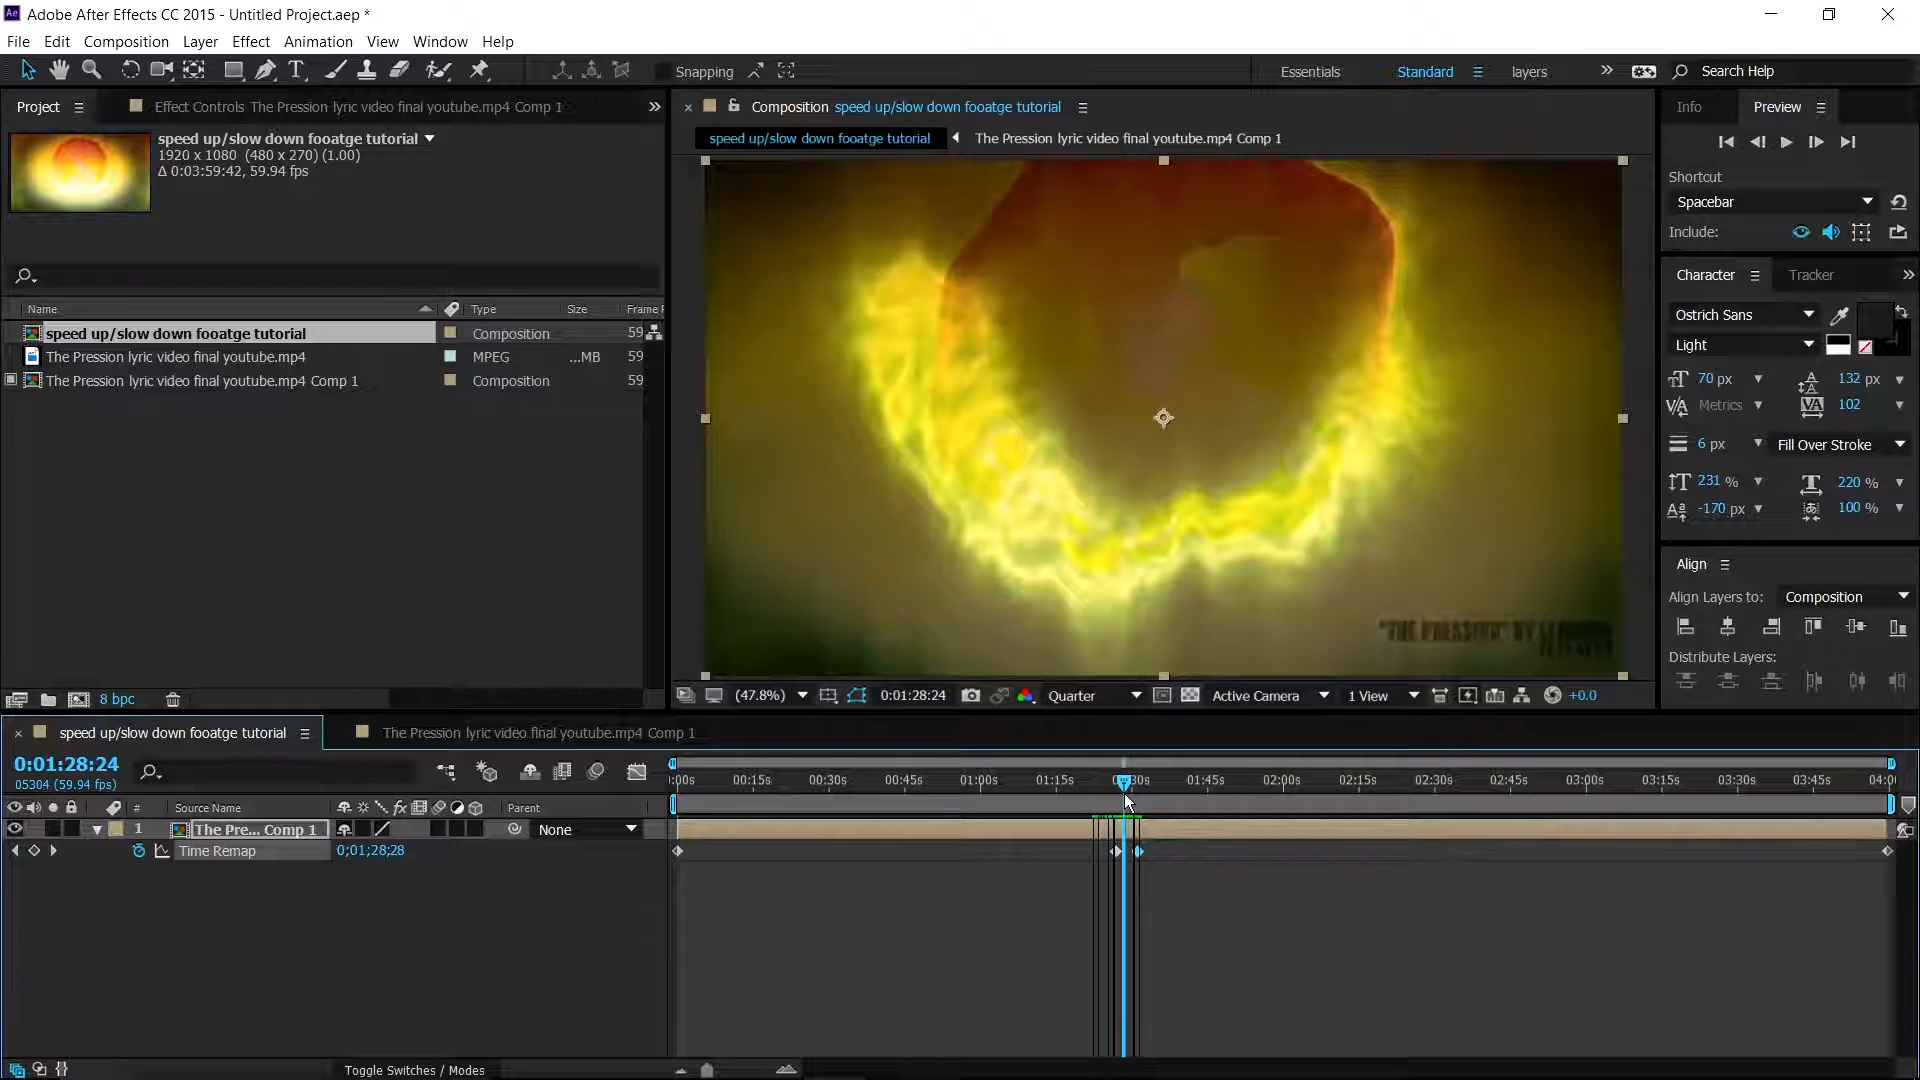 Adobe After Effects CC 2015 - Untitled Project.aep *
File Edit Composition Layer Effect Animation View Window Help
Snapping
Essentials Standard layers Search Help
Project Effect Controls The Pression lyric video final youtube.mp4 Comp 1
speed up/slow down fooatge tutorial
1920 x 1080 (480 x 270) (1.00)
Δ 0:03:59:42, 59.94 fps
Name Type Size Frame F
speed up/slow down fooatge tutorial Composition 59
The Pression lyric video final youtube.mp4 MPEG ...MB 59
The Pression lyric video final youtube.mp4 Comp 1 Composition 59
8 bpc
Composition speed up/slow down fooatge tutorial
speed up/slow down fooatge tutorial The Pression lyric video final youtube.mp4 Comp 1
"THE PRESSION" BY
(47.8%) 0:01:28:24 Quarter Active Camera 1 View +0.0
Info Preview
Shortcut
Spacebar
Include:
Character Tracker
Ostrich Sans
Light
70 px 132 px
Metrics 102
6 px Fill Over Stroke
231 % 220 %
-170 px 100 %
Align
Align Layers to: Composition
Distribute Layers:
speed up/slow down fooatge tutorial The Pression lyric video final youtube.mp4 Comp 1
0:01:28:24
05304 (59.94 fps)
:00s 00:15s 00:30s 00:45s 01:00s 01:15s 30s 01:45s 02:00s 02:15s 02:30s 02:45s 03:00s 03:15s 03:30s 03:45s 04:0
# Source Name fx Parent
1 The Pre... Comp 1 None
Time Remap 0;01;28;28
Toggle Switches / Modes